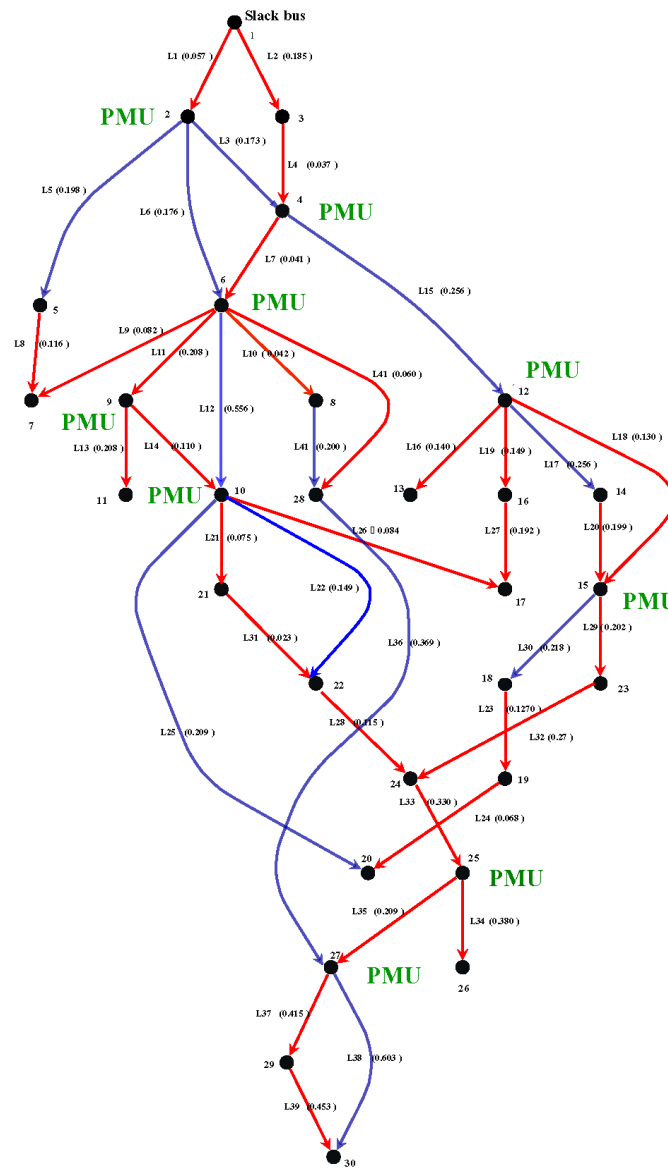 Slack bus
1
L1 (0.057)
L2 (0.185)
PMU
2
3
L3 (0.173)
L4 (0.037)
L5 (0.198)
L6 (0.176)
4
PMU
L7 (0.041)
L15 (0.256)
5
6
PMU
L8 (0.116)
L9 (0.082)
L11 (0.208)
L10 (0.042)
L41 (0.060)
12
PMU
7
9
PMU
L12 (0.556)
8
L13 (0.208)
L14 (0.110)
L41 (0.200)
L16 (0.140)
L19 (0.149)
L17 (0.256)
L18 (0.130)
11
PMU
10
28
13
16
14
L21 (0.075)
L26 ▯ 0.084
L27 (0.192)
L20 (0.199)
21
L22 (0.149)
17
15
PMU
L31 (0.023)
L36 (0.369)
L30 (0.218)
L29 (0.202)
22
18
23
L25 (0.209)
L28 (0.115)
L23 (0.1270 )
L32 (0.27)
24
19
L33 (0.330)
L24 (0.068)
20
25
PMU
L35 (0.209)
L34 (0.380)
27
PMU
26
L37 (0.415)
L38 (0.603)
29
L39 (0.453)
30